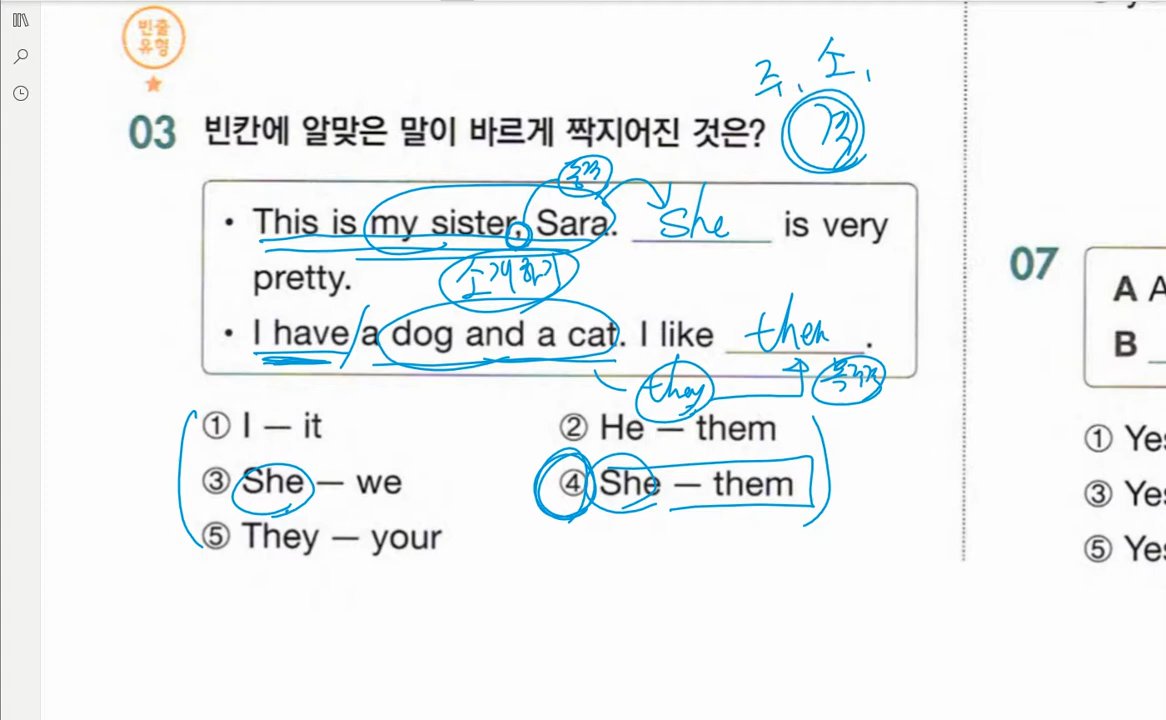 빈출
유형
주, 소,
목
03 빈칸에 알맞은 말이 바르게 짝지어진 것은?
동격
• This is my sister, Sara. She is very
pretty.
소개하기
• I have / a dog and a cat. I like them .
they
목적격
① I — it
② He — them
③ She — we
④ She — them
⑤ They — your
07
A A
B
① Yes
③ Yes
⑤ Yes